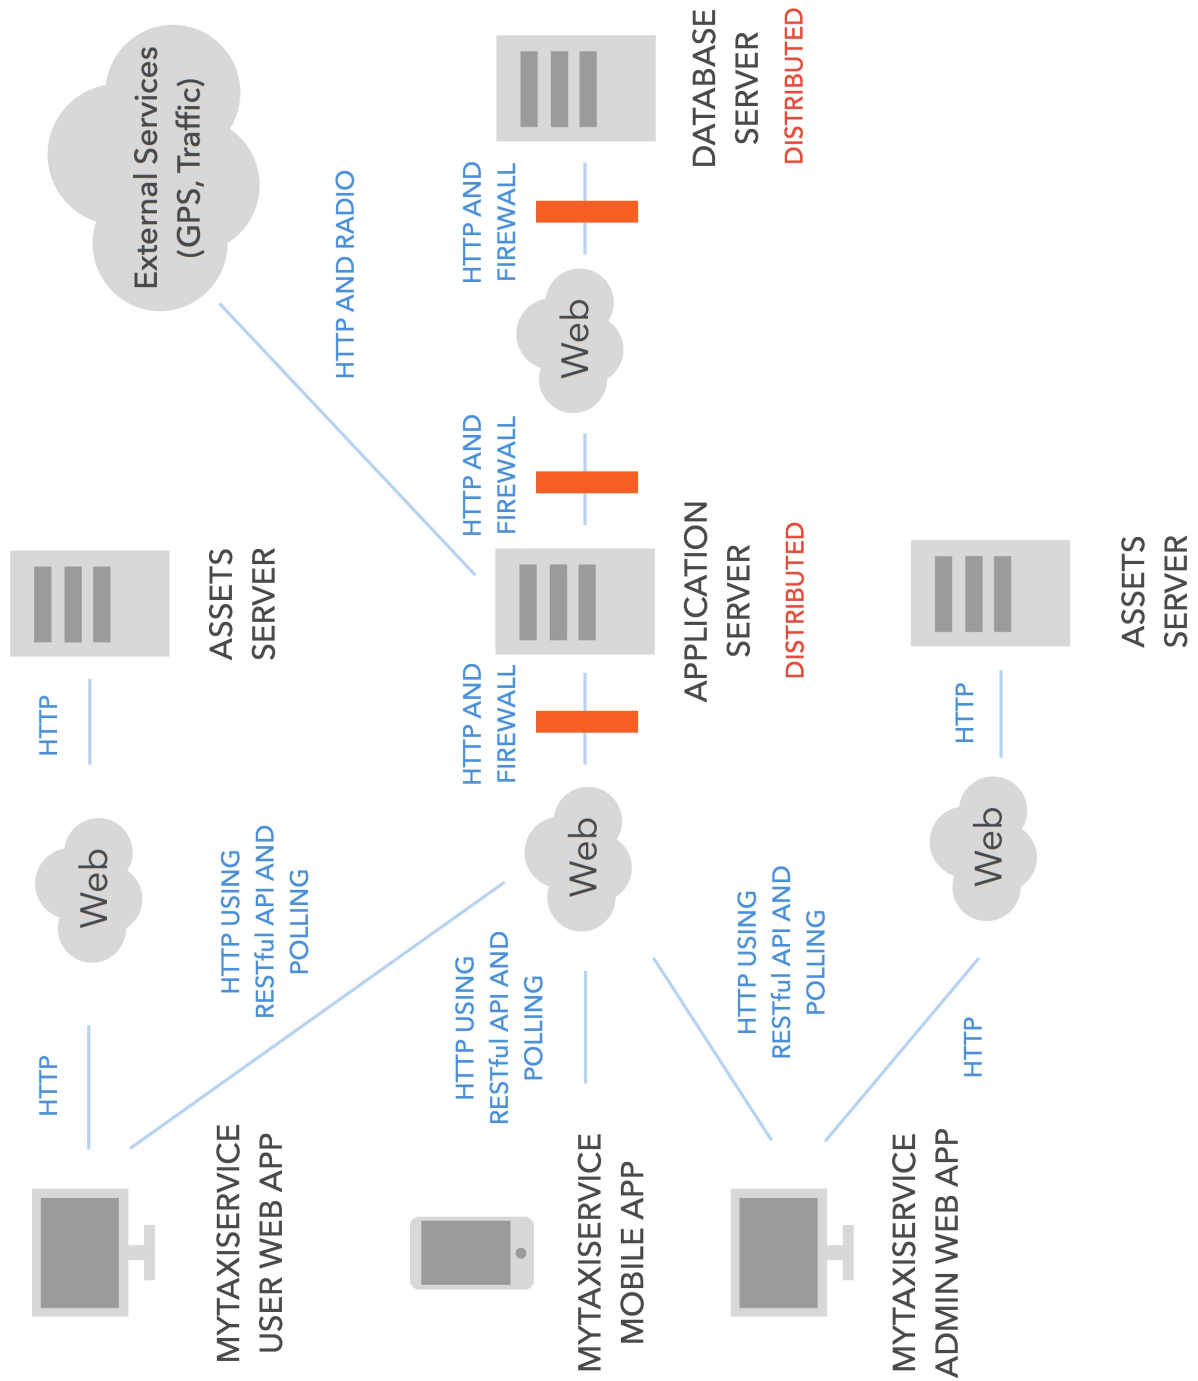 HTTP
Web
HTTP
MYTAXISERVICE
USER WEB APP
HTTP USING
RESTful API AND
POLLING
ASSETS
SERVER
External Services
(GPS, Traffic)
HTTP AND RADIO
MYTAXISERVICE
MOBILE APP
HTTP USING
RESTful API AND
POLLING
Web
HTTP AND
FIREWALL
APPLICATION
SERVER
DISTRIBUTED
HTTP AND
FIREWALL
Web
HTTP AND
FIREWALL
DATABASE
SERVER
DISTRIBUTED
MYTAXISERVICE
ADMIN WEB APP
HTTP USING
RESTful API AND
POLLING
HTTP
Web
HTTP
ASSETS
SERVER